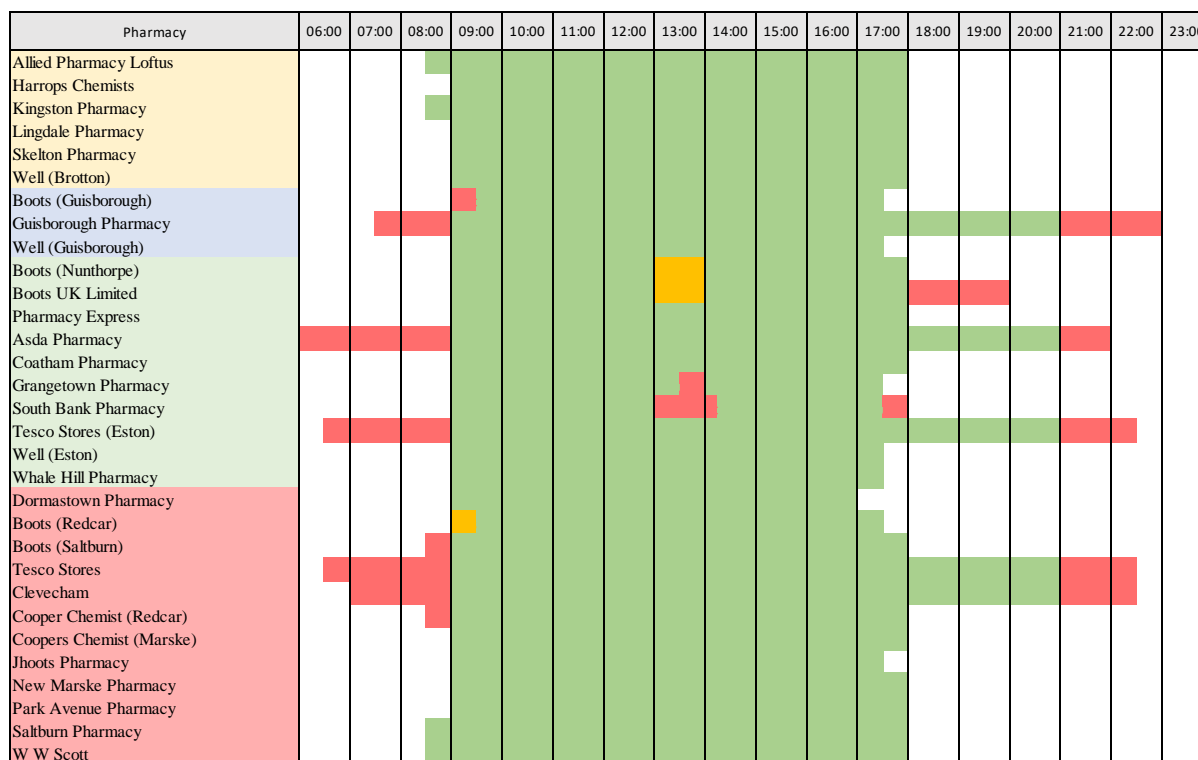 Pharmacy 06:00 07:00 08:00 09:00 10:00 11:00 12:00 13:00 14:00 15:00 16:00 17:00 18:00 19:00 20:00 21:00 22:00 23:00
Allied Pharmacy Loftus
Harrops Chemists
Kingston Pharmacy
Lingdale Pharmacy
Skelton Pharmacy
Well (Brotton)
Boots (Guisborough)
Guisborough Pharmacy
Well (Guisborough)
Boots (Nunthorpe)
Boots UK Limited
Pharmacy Express
Asda Pharmacy
Coatham Pharmacy
Grangetown Pharmacy
South Bank Pharmacy
Tesco Stores (Eston)
Well (Eston)
Whale Hill Pharmacy
Dormastown Pharmacy
Boots (Redcar)
Boots (Saltburn)
Tesco Stores
Clevecham
Cooper Chemist (Redcar)
Coopers Chemist (Marske)
Jhoots Pharmacy
New Marske Pharmacy
Park Avenue Pharmacy
Saltburn Pharmacy
W W Scott